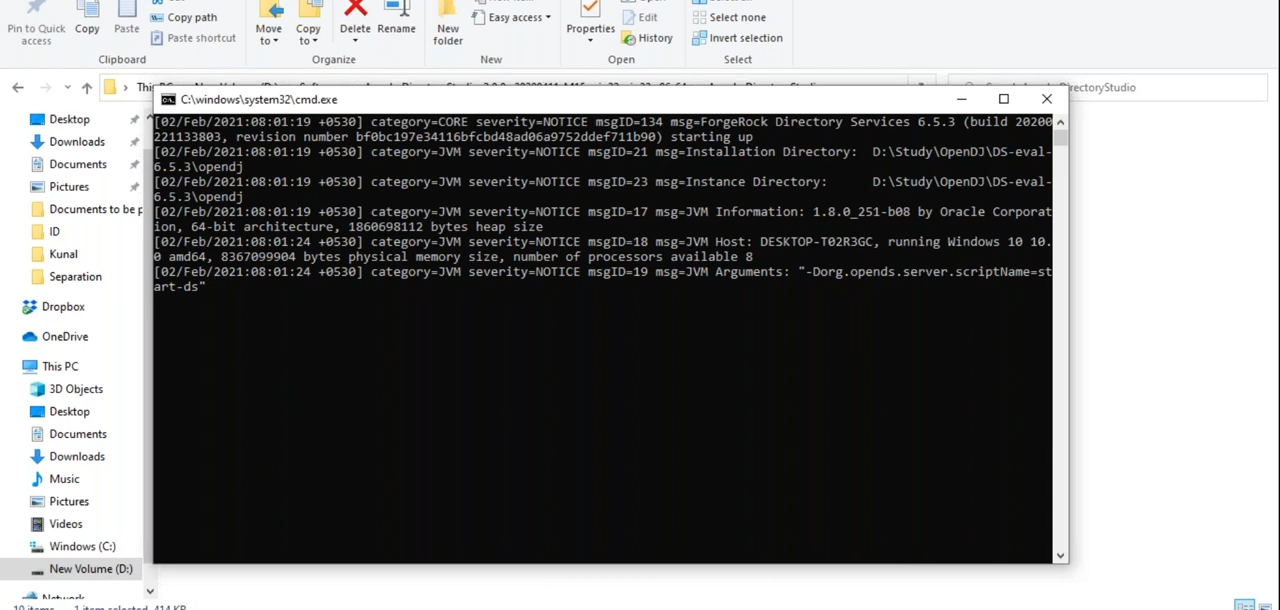 Pin to Quick access
Copy
Paste
Copy path
Paste shortcut
Move to
Copy to
Delete
Rename
New folder
Easy access
Properties
Edit
History
Select none
Invert selection
Clipboard
Organize
New
Open
Select
DirectoryStudio
C:\windows\system32\cmd.exe
[02/Feb/2021:08:01:19 +0530] category=CORE severity=NOTICE msgID=134 msg=ForgeRock Directory Services 6.5.3 (build 20200
221133803, revision number bf0bc197e34116bfcbd48ad06a9752ddef711b90) starting up
[02/Feb/2021:08:01:19 +0530] category=JVM severity=NOTICE msgID=21 msg=Installation Directory:  D:\Study\OpenDJ\DS-eval-
6.5.3\opendj
[02/Feb/2021:08:01:19 +0530] category=JVM severity=NOTICE msgID=23 msg=Instance Directory:      D:\Study\OpenDJ\DS-eval-
6.5.3\opendj
[02/Feb/2021:08:01:19 +0530] category=JVM severity=NOTICE msgID=17 msg=JVM Information: 1.8.0_251-b08 by Oracle Corporat
ion, 64-bit architecture, 1860698112 bytes heap size
[02/Feb/2021:08:01:24 +0530] category=JVM severity=NOTICE msgID=18 msg=JVM Host: DESKTOP-T02R3GC, running Windows 10 10.
0 amd64, 8367099904 bytes physical memory size, number of processors available 8
[02/Feb/2021:08:01:24 +0530] category=JVM severity=NOTICE msgID=19 msg=JVM Arguments: "-Dorg.opends.server.scriptName=st
art-ds"
Desktop
Downloads
Documents
Pictures
Documents to be p
ID
Kunal
Separation
Dropbox
OneDrive
This PC
3D Objects
Desktop
Documents
Downloads
Music
Pictures
Videos
Windows (C:)
New Volume (D:)
Network
10 items 1 item selected 414 KB